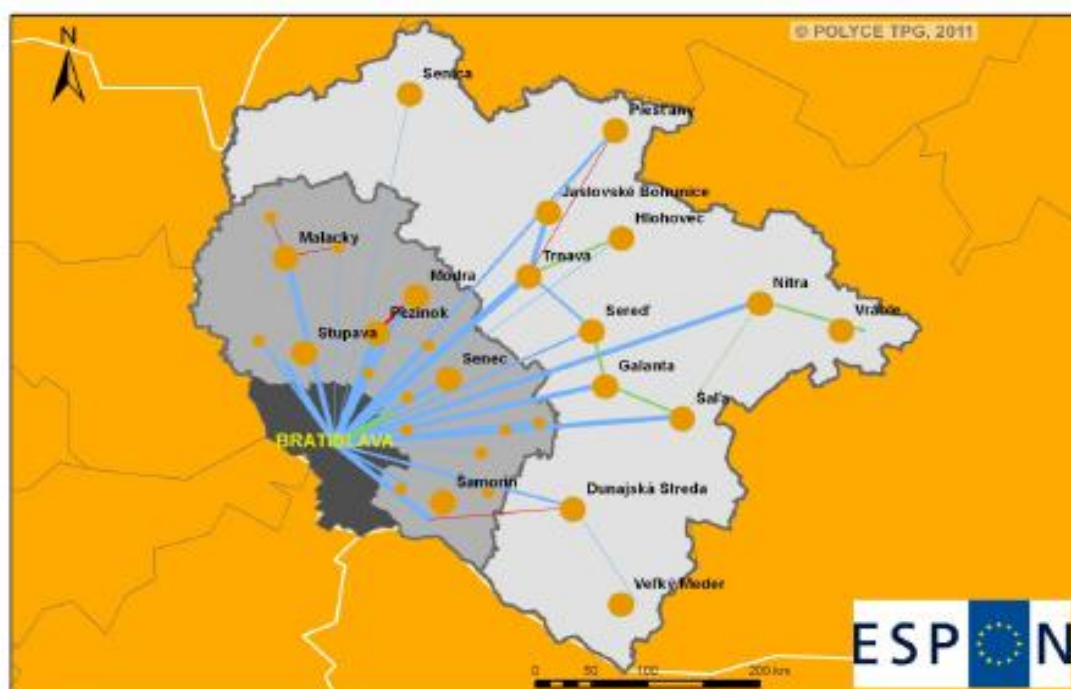 © POLYCE TPG, 2011
N
Senica
Piešťany
Jaslovské Bohunice
Hlohovec
Malacky
Trnava
Modra
Nitra
Pezinok
Sereď
Vráble
Stupava
Senec
Galanta
Šaľa
BRATISLAVA
Šamorín
Dunajská Streda
Veľký Meder
ESPON
0 50 100 200 km